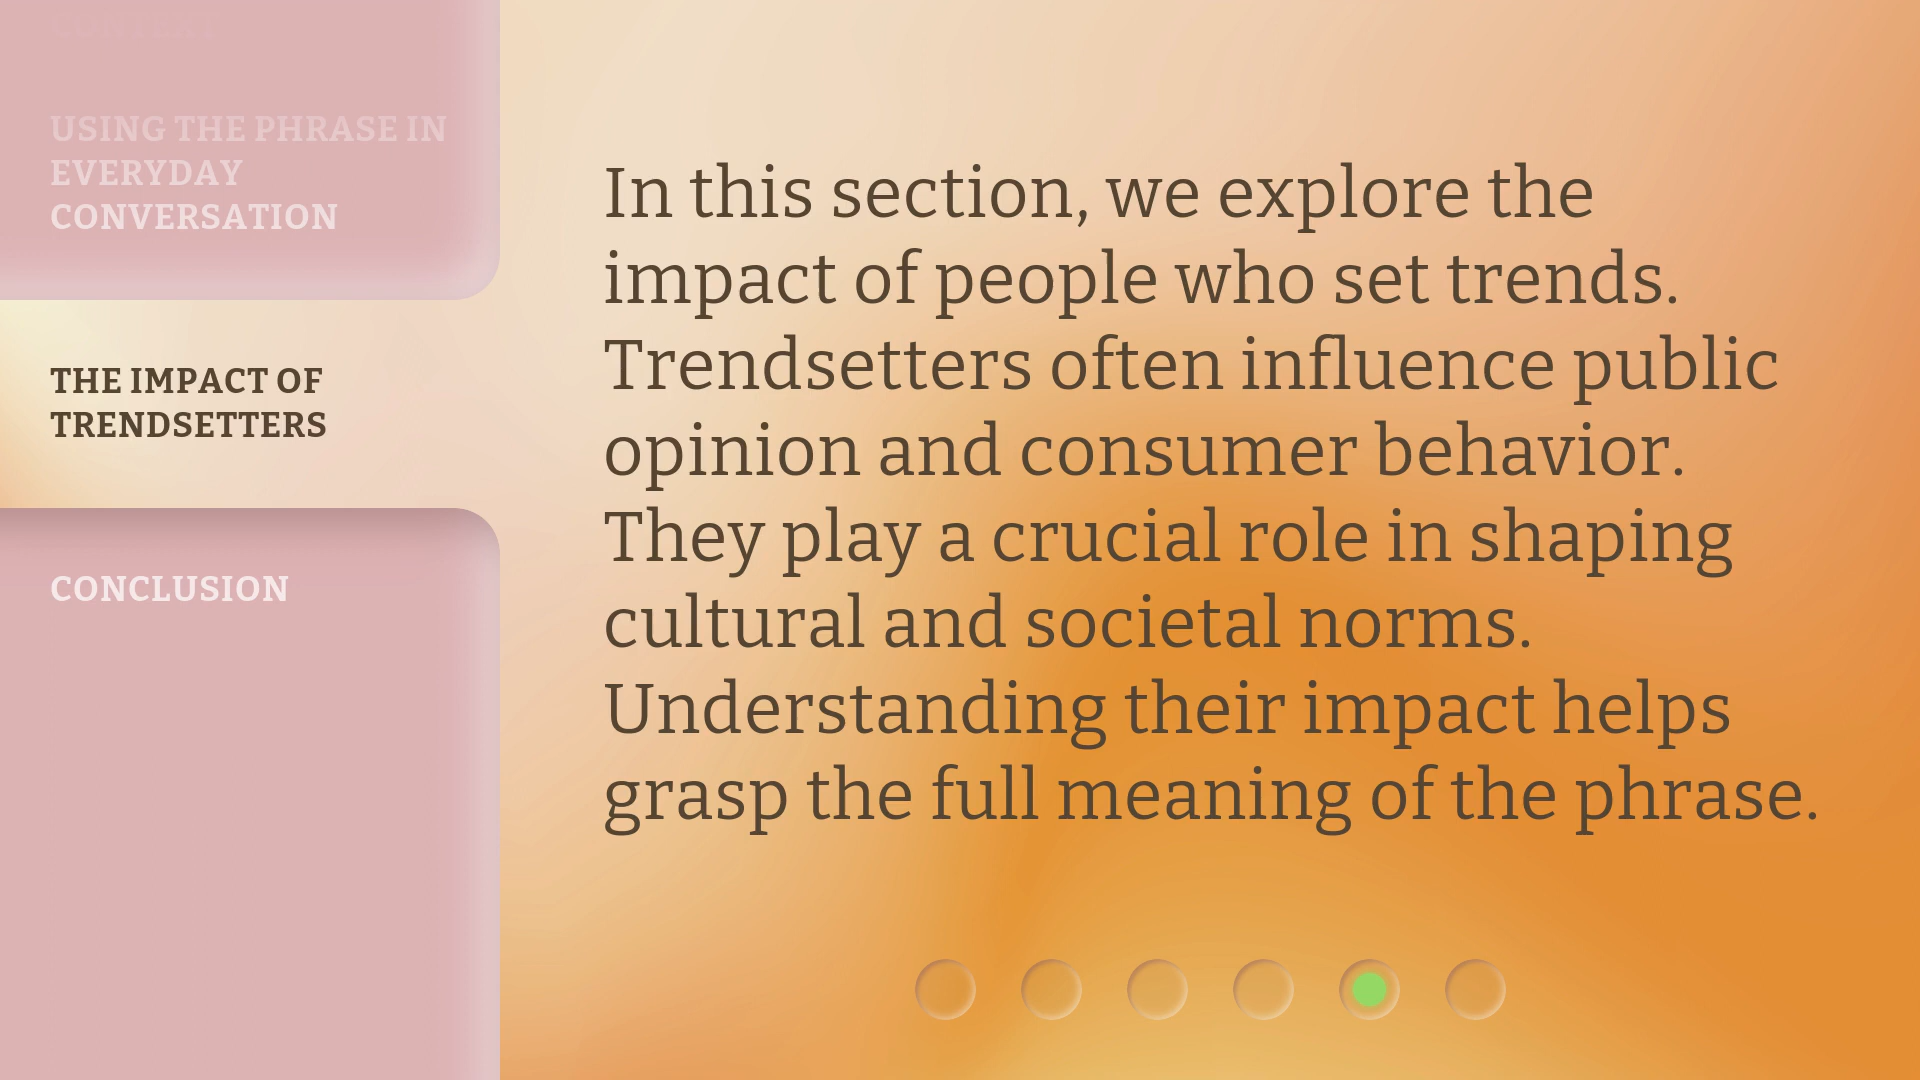 CONTEXT
USING THE PHRASE IN
EVERYDAY
CONVERSATION
THE IMPACT OF
TRENDSETTERS
CONCLUSION
In this section, we explore the
impact of people who set trends.
Trendsetters often influence public
opinion and consumer behavior.
They play a crucial role in shaping
cultural and societal norms.
Understanding their impact helps
grasp the full meaning of the phrase.